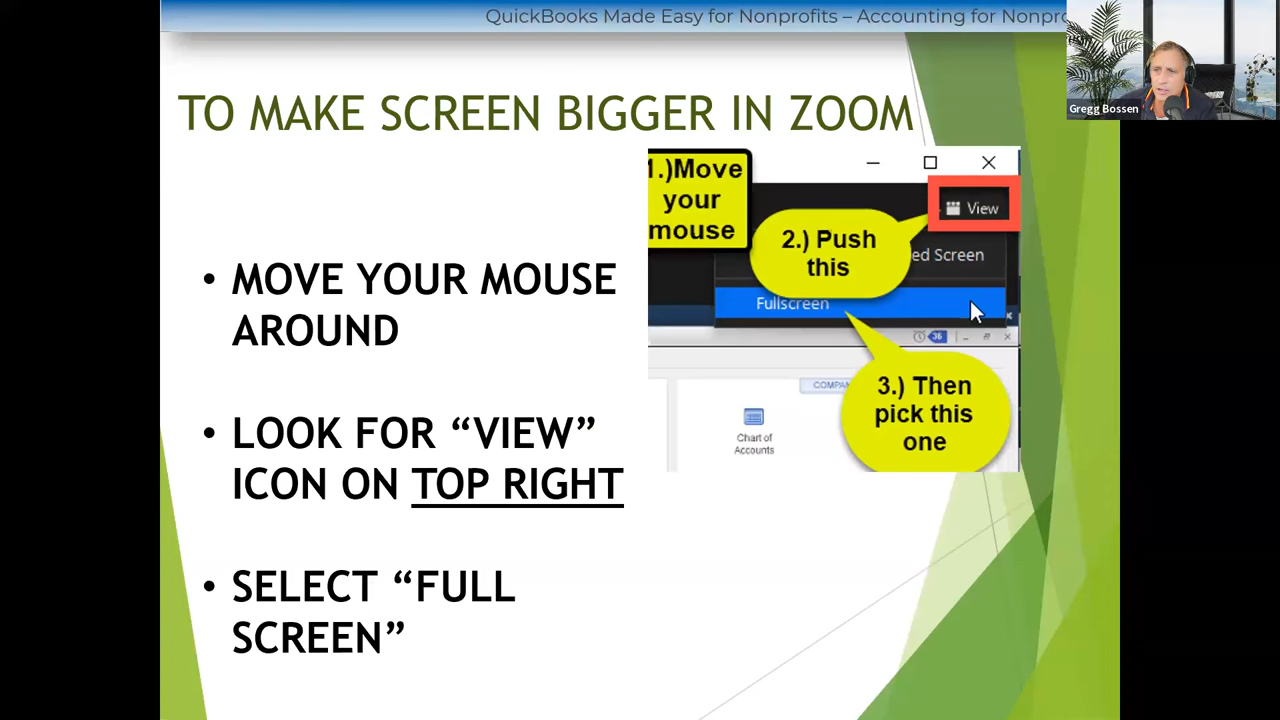 QuickBooks Made Easy for Nonprofits – Accounting for Nonpro
Gregg Bossen
TO MAKE SCREEN BIGGER IN ZOOM
• MOVE YOUR MOUSE
AROUND
• LOOK FOR “VIEW”
ICON ON TOP RIGHT
• SELECT “FULL
SCREEN”
1.)Move
your
mouse
View
2.) Push
this
ed Screen
Fullscreen
36
COMPAN
3.) Then
pick this
one
Chart of
Accounts